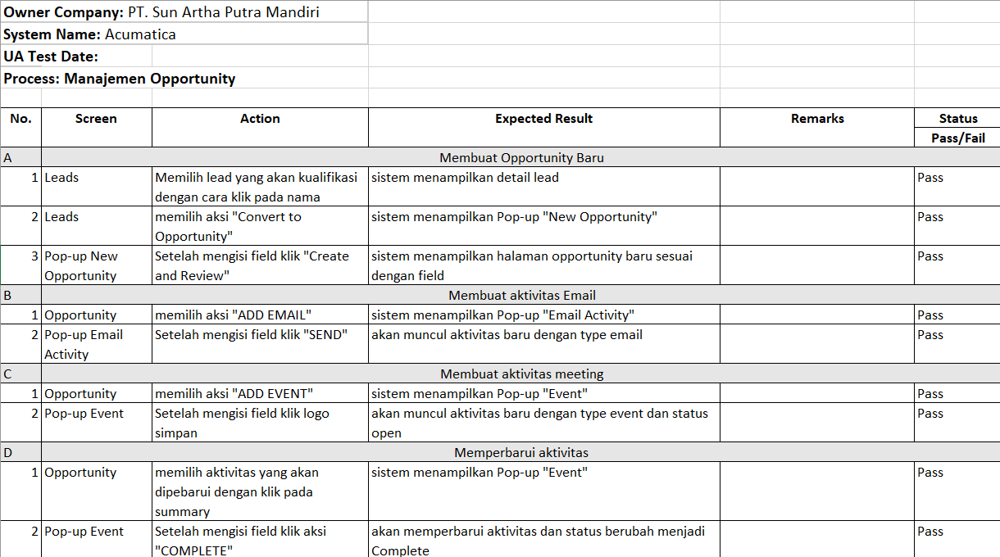 Owner Company: PT. Sun Artha Putra Mandiri
System Name: Acumatica
UA Test Date:
Process: Manajemen Opportunity
No. Screen Action Expected Result Remarks Status
Pass/Fail
A Membuat Opportunity Baru
1 Leads Memilih lead yang akan kualifikasi sistem menampilkan detail lead Pass
dengan cara klik pada nama
2 Leads memilih aksi "Convert to sistem menampilkan Pop-up "New Opportunity" Pass
Opportunity"
3 Pop-up New Setelah mengisi field klik "Create sistem menampilkan halaman opportunity baru sesuai Pass
Opportunity and Review" dengan field
B Membuat aktivitas Email
1 Opportunity memilih aksi "ADD EMAIL" sistem menampilkan Pop-up "Email Activity" Pass
2 Pop-up Email Setelah mengisi field klik "SEND" akan muncul aktivitas baru dengan type email Pass
Activity
C Membuat aktivitas meeting
1 Opportunity memilih aksi "ADD EVENT" sistem menampilkan Pop-up "Event" Pass
2 Pop-up Event Setelah mengisi field klik logo akan muncul aktivitas baru dengan type event dan status Pass
simpan open
D Memperbarui aktivitas
1 Opportunity memilih aktivitas yang akan sistem menampilkan Pop-up "Event" Pass
dipebarui dengan klik pada
summary
2 Pop-up Event Setelah mengisi field klik aksi akan memperbarui aktivitas dan status berubah menjadi Pass
"COMPLETE" Complete